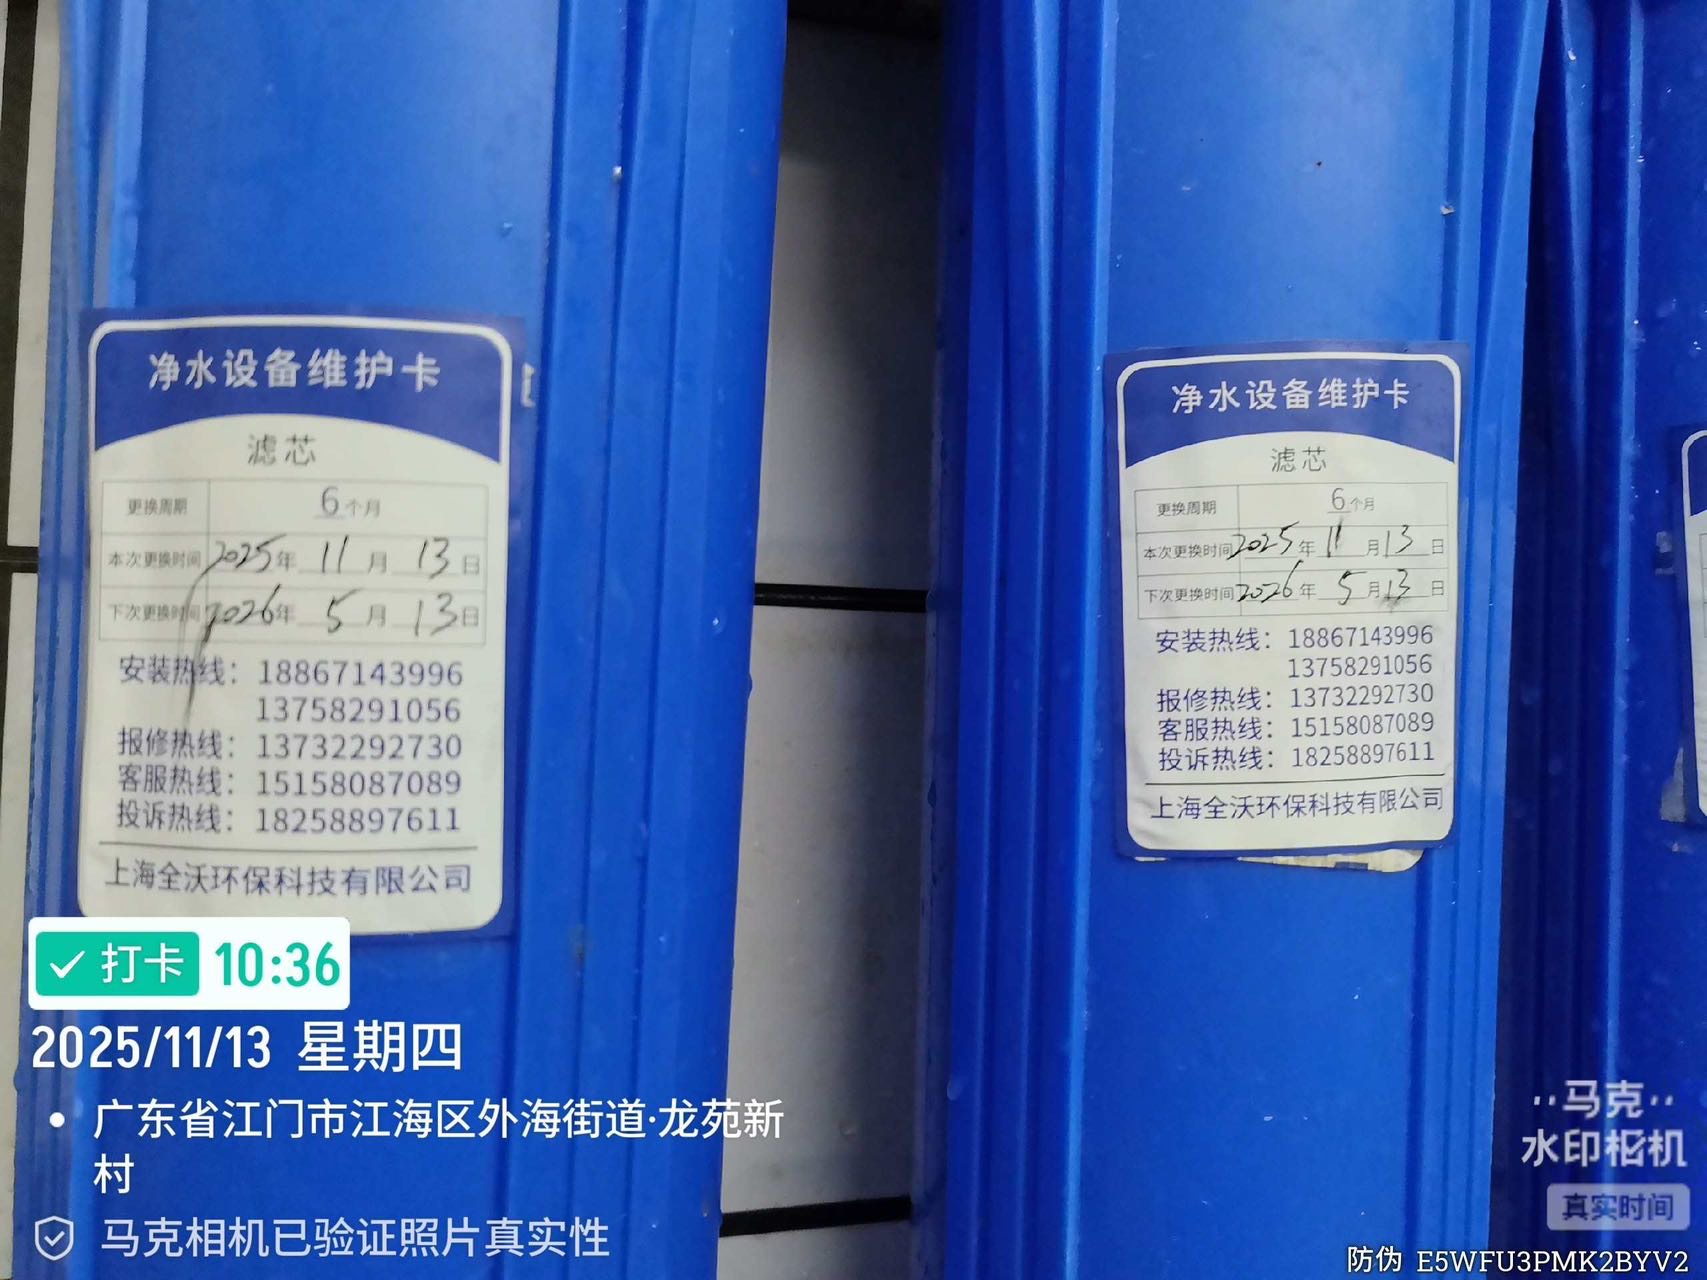 净水设备维护卡
滤芯
更换周期 6个月
本次更换时间 2025年 11月 13日
下次更换时间 2026年 5月 13日
安装热线：18867143996
13758291056
报修热线：13732292730
客服热线：15158087089
投诉热线：18258897611
上海全沃环保科技有限公司
净水设备维护卡
滤芯
更换周期 6个月
本次更换时间 2025年 11月 13日
下次更换时间 2026年 5月 13日
安装热线：18867143996
13758291056
报修热线：13732292730
客服热线：15158087089
投诉热线：18258897611
上海全沃环保科技有限公司
打卡 10:36
2025/11/13 星期四
广东省江门市江海区外海街道·龙苑新
村
马克相机已验证照片真实性
马克
水印相机
真实时间
防伪 E5WFU3PMK2BYV2